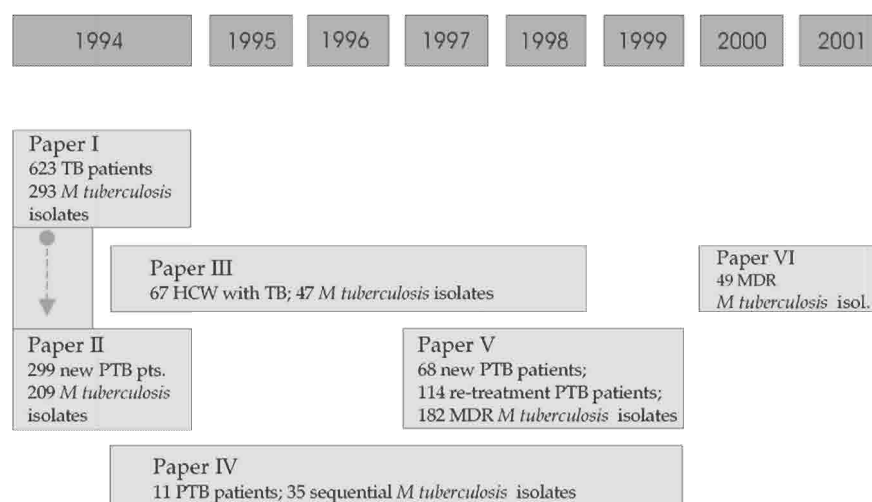 1994 1995 1996 1997 1998 1999 2000 2001
Paper I
623 TB patients
293 M tuberculosis
isolates
Paper III
67 HCW with TB; 47 M tuberculosis isolates
Paper VI
49 MDR
M tuberculosis isol.
Paper II
299 new PTB pts.
209 M tuberculosis
isolates
Paper V
68 new PTB patients;
114 re-treatment PTB patients;
182 MDR M tuberculosis isolates
Paper IV
11 PTB patients; 35 sequential M tuberculosis isolates